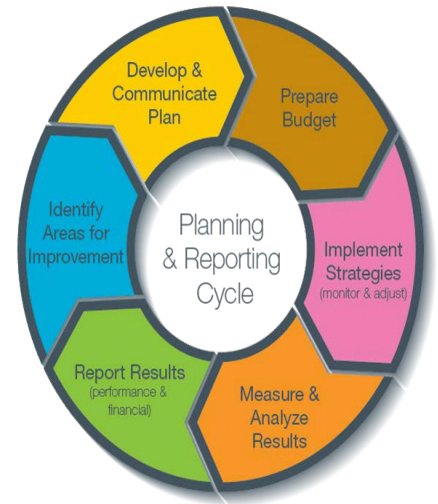 Develop &
Communicate
Plan
Prepare
Budget
Implement
Strategies
(monitor & adjust)
Measure &
Analyze
Results
Report Results
(performance &
financial)
Identify
Areas for
Improvement
Planning
& Reporting
Cycle